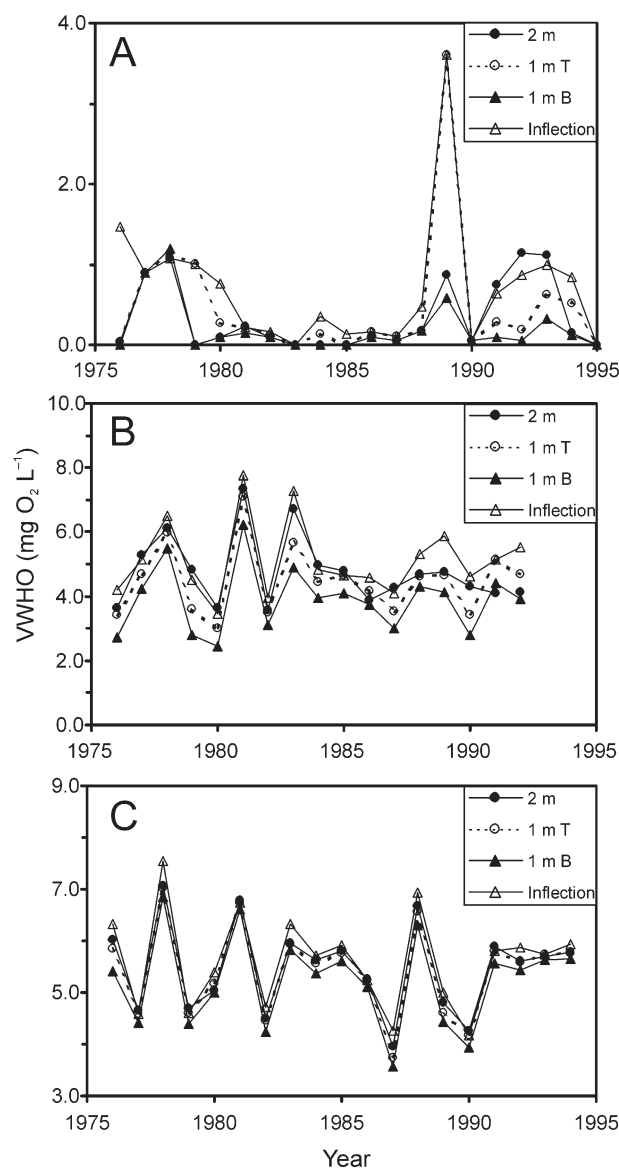 A
4.0
2.0
0.0
1975 1980 1985 1990 1995
2 m
1 m T
1 m B
Inflection
B
VWHO (mg O₂ L⁻¹)
10.0
8.0
6.0
4.0
2.0
0.0
1975 1980 1985 1990 1995
2 m
1 m T
1 m B
Inflection
C
9.0
7.0
5.0
3.0
1975 1980 1985 1990 1995
2 m
1 m T
1 m B
Inflection
Year